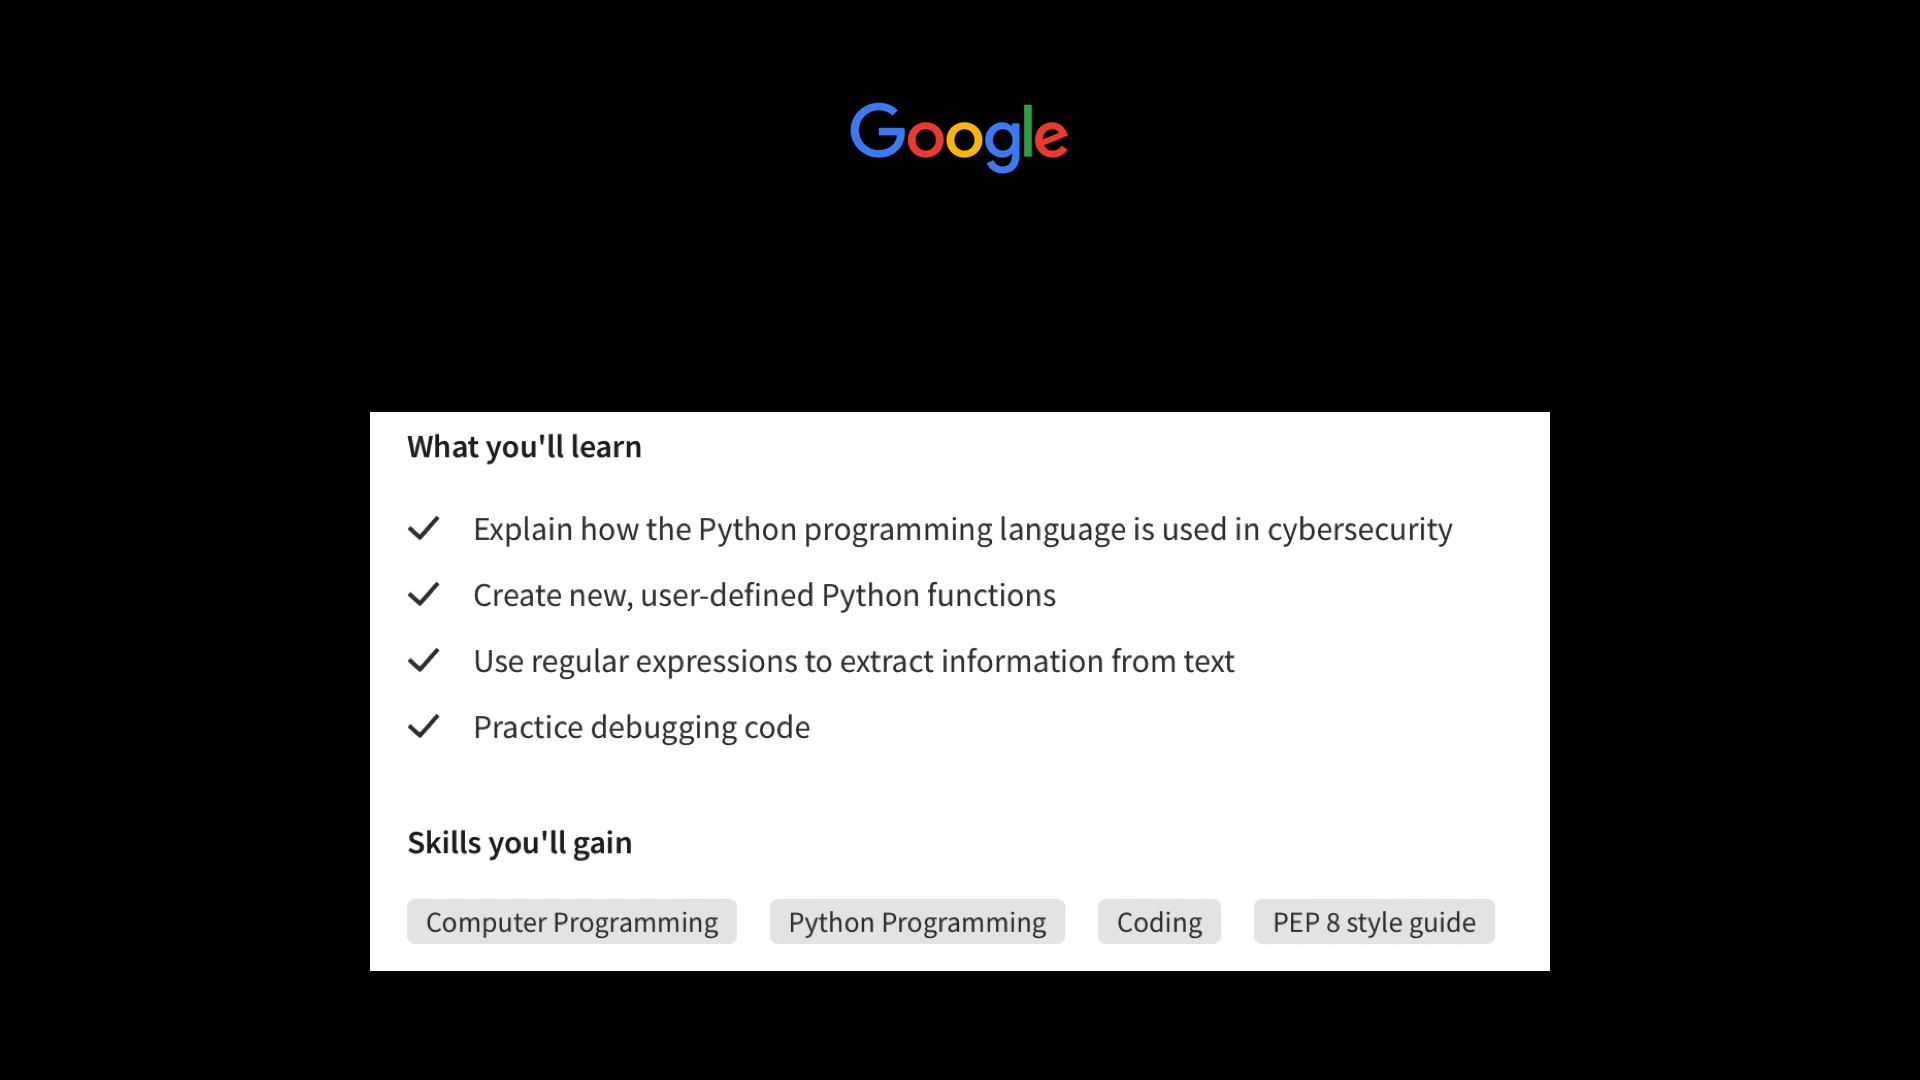 Google
What you'll learn
Explain how the Python programming language is used in cybersecurity
Create new, user-defined Python functions
Use regular expressions to extract information from text
Practice debugging code
Skills you'll gain
Computer Programming Python Programming Coding PEP 8 style guide